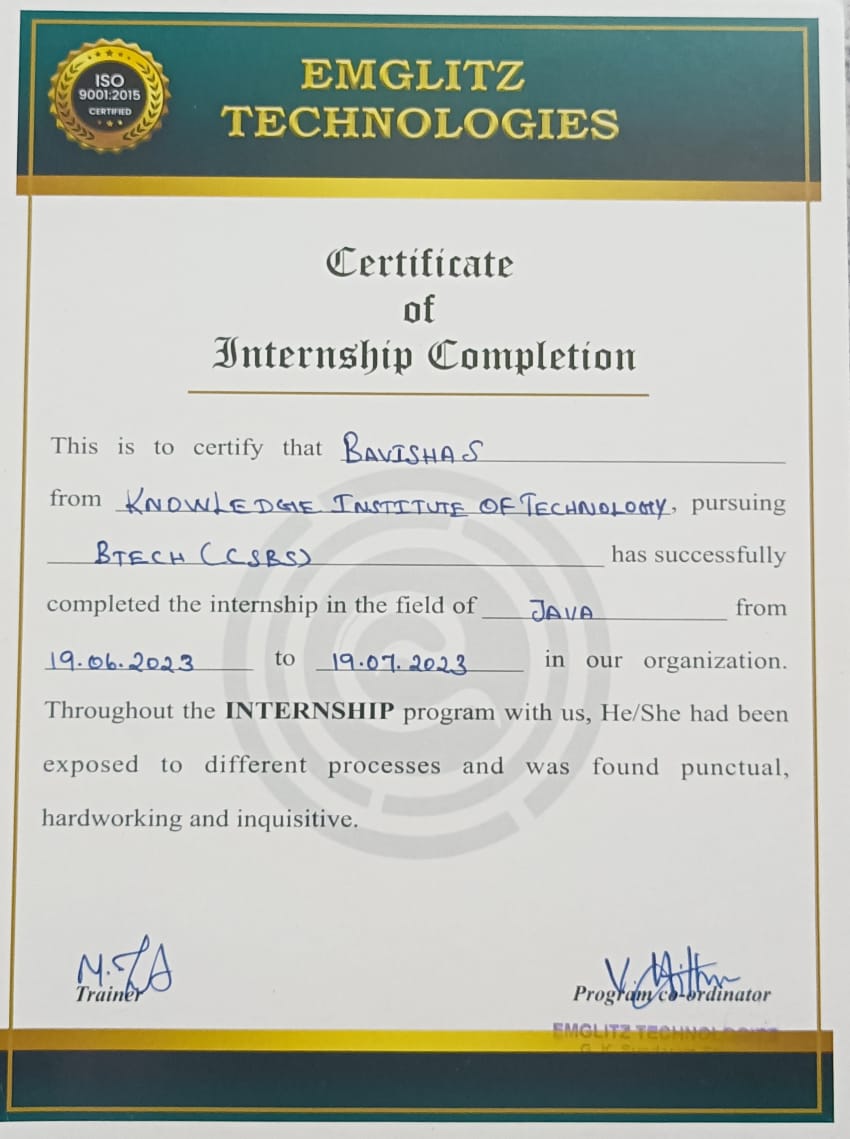 ISO
9001:2015
CERTIFIED
EMGLITZ
TECHNOLOGIES
Certificate
of
Internship Completion
This is to certify that BAVISHA S
from KNOWLEDGE INSTITUTE OF TECHNOLOGY, pursuing
BTECH (CSBS) has successfully
completed the internship in the field of JAVA from
19.06.2023 to 19.07.2023 in our organization.
Throughout the INTERNSHIP program with us, He/She had been
exposed to different processes and was found punctual,
hardworking and inquisitive.
Trainer
Program co-ordinator
EMGLITZ TECHNOLOGIES